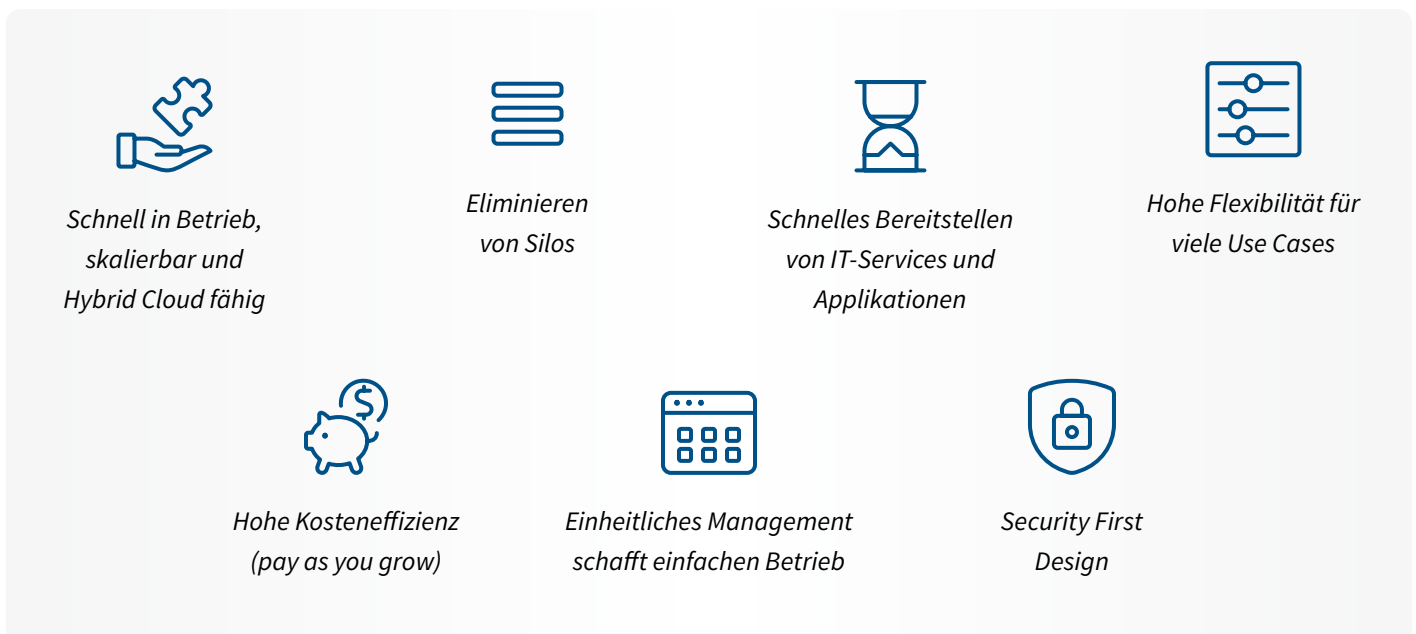 Schnell in Betrieb,
skalierbar und
Hybrid Cloud fähig
Eliminieren
von Silos
Schnelles Bereitstellen
von IT-Services und
Applikationen
Hohe Flexibilität für
viele Use Cases
$
Hohe Kosteneffizienz
(pay as you grow)
Einheitliches Management
schafft einfachen Betrieb
Security First
Design